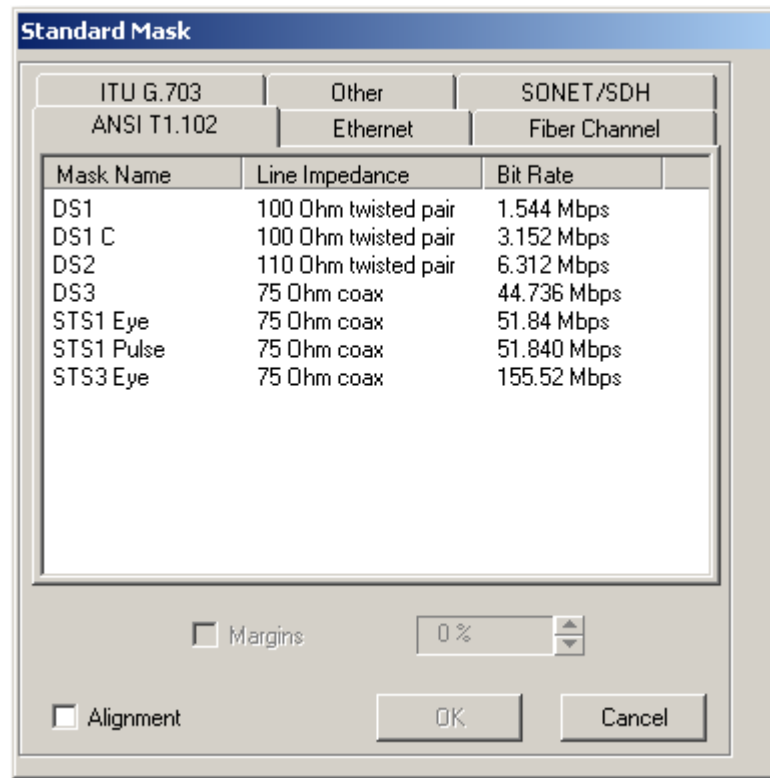 Standard Mask
ITU G.703 Other SONET/SDH
ANSI T1.102 Ethernet Fiber Channel
Mask Name Line Impedance Bit Rate
DS1 100 Ohm twisted pair 1.544 Mbps
DS1 C 100 Ohm twisted pair 3.152 Mbps
DS2 110 Ohm twisted pair 6.312 Mbps
DS3 75 Ohm coax 44.736 Mbps
STS1 Eye 75 Ohm coax 51.84 Mbps
STS1 Pulse 75 Ohm coax 51.840 Mbps
STS3 Eye 75 Ohm coax 155.52 Mbps
Margins 0 %
Alignment OK Cancel